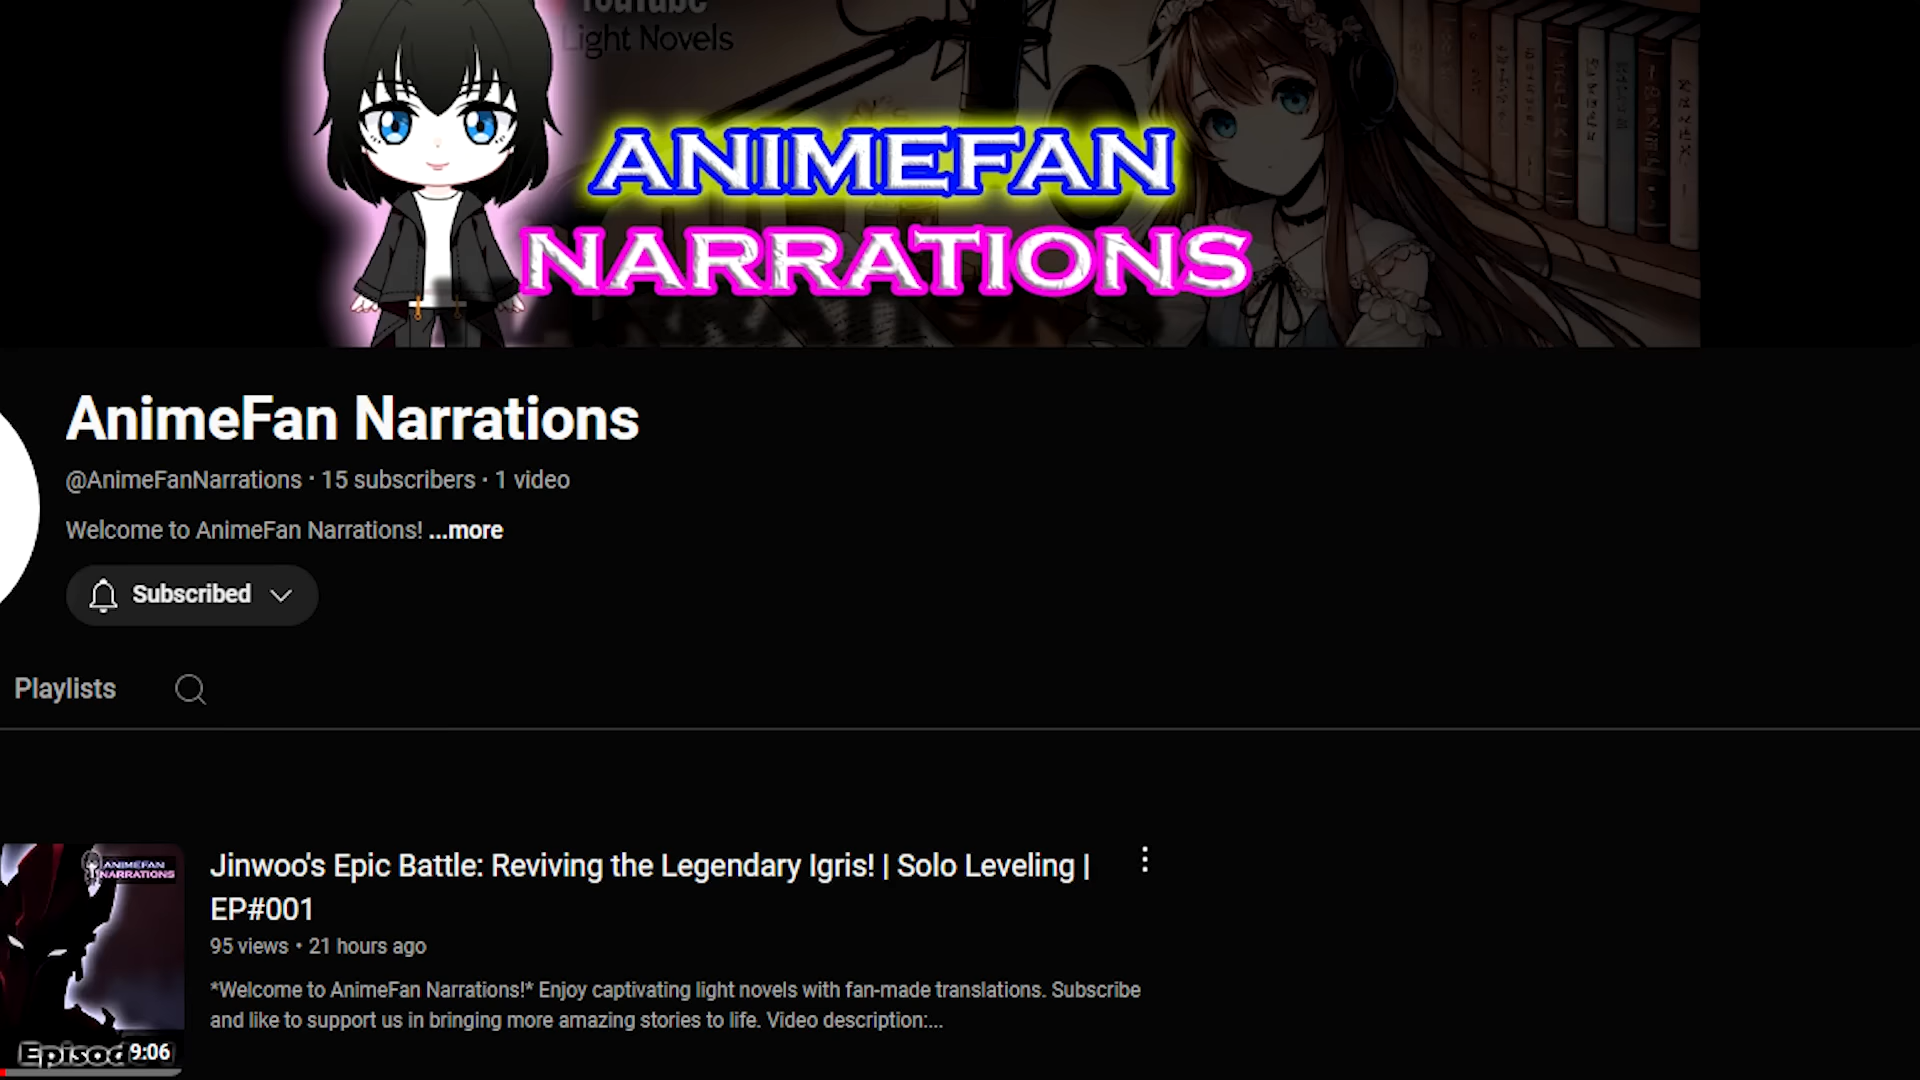 YouTube
Light Novels
ANIMEFAN
NARRATIONS
AnimeFan Narrations
@AnimeFanNarrations · 15 subscribers · 1 video
Welcome to AnimeFan Narrations! ...more
Subscribed
Playlists
ANIMEFAN
NARRATIONS
9:06
Jinwoo's Epic Battle: Reviving the Legendary Igris! | Solo Leveling |
EP#001
95 views • 21 hours ago
*Welcome to AnimeFan Narrations!* Enjoy captivating light novels with fan-made translations. Subscribe
and like to support us in bringing more amazing stories to life. Video description:...